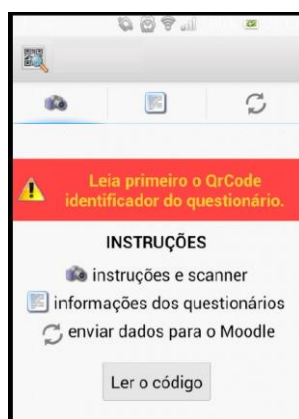 Leia primeiro o QrCode
identificador do questionário.
INSTRUÇÕES
instruções e scanner
informações dos questionários
enviar dados para o Moodle
Ler o código